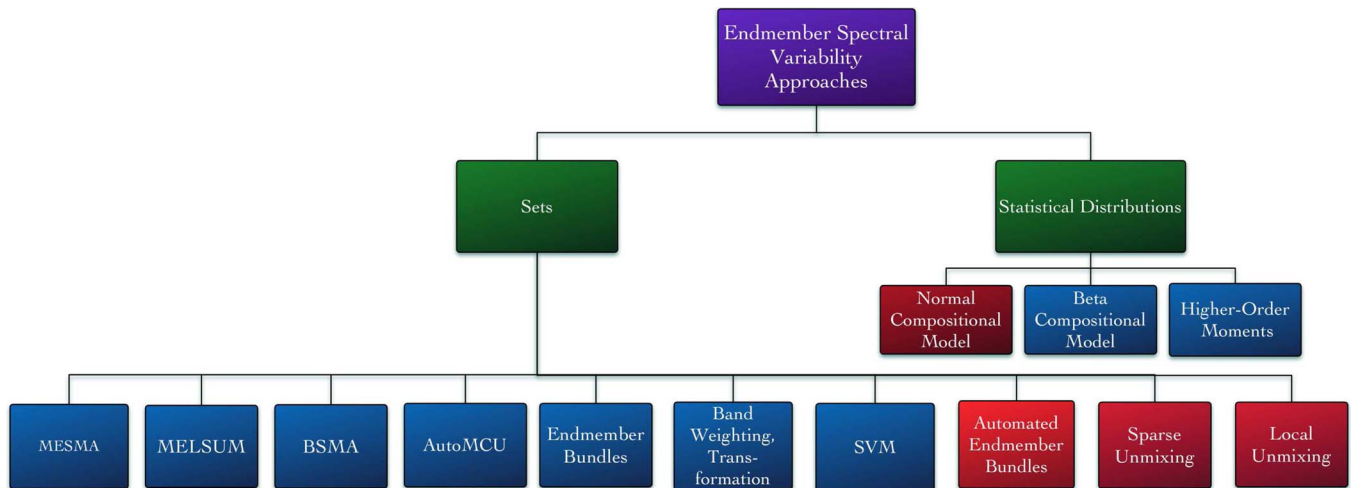 Endmember Spectral
Variability
Approaches
Sets
Statistical Distributions
Normal
Compositional
Model
Beta
Compositional
Model
Higher-Order
Moments
MESMA
MELSUM
BSMA
AutoMCU
Endmember
Bundles
Band
Weighting,
Trans-
formation
SVM
Automated
Endmember
Bundles
Sparse
Unmixing
Local
Unmixing